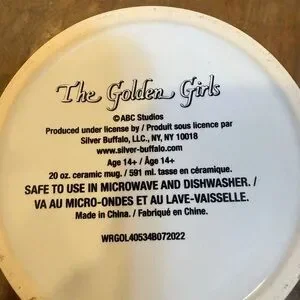 The Golden Girls
©ABC Studios
Produced under license by / Produit sous licence par
Silver Buffalo, LLC., NY, NY 10018
www.silver-buffalo.com
Age 14+ / Âge 14+
20 oz. ceramic mug. / 591 ml. tasse en céramique.
SAFE TO USE IN MICROWAVE AND DISHWASHER. /
VA AU MICRO-ONDES ET AU LAVE-VAISSELLE.
Made in China. / Fabriqué en Chine.
WRGOL40534B072022